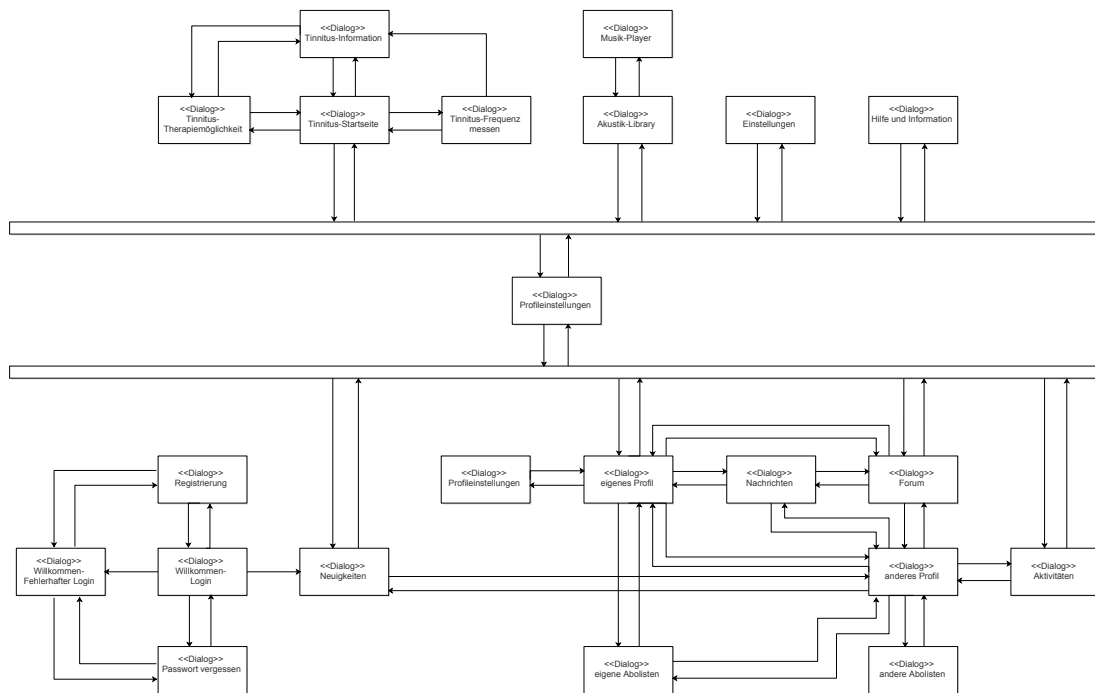 <<Dialog>>
Tinnitus-Information
<<Dialog>>
Musik-Player
<<Dialog>>
Tinnitus-
Therapiemöglichkeit
<<Dialog>>
Tinnitus-Startseite
<<Dialog>>
Tinnitus-Frequenz
messen
<<Dialog>>
Akustik-Library
<<Dialog>>
Einstellungen
<<Dialog>>
Hilfe und Information
<<Dialog>>
Profileinstellungen
<<Dialog>>
Registrierung
<<Dialog>>
Profileinstellungen
<<Dialog>>
eigenes Profil
<<Dialog>>
Nachrichten
<<Dialog>>
Forum
<<Dialog>>
Willkommen-
Fehlerhafter Login
<<Dialog>>
Willkommen-
Login
<<Dialog>>
Neuigkeiten
<<Dialog>>
anderes Profil
<<Dialog>>
Aktivitäten
<<Dialog>>
Passwort vergessen
<<Dialog>>
eigene Abolisten
<<Dialog>>
andere Abolisten